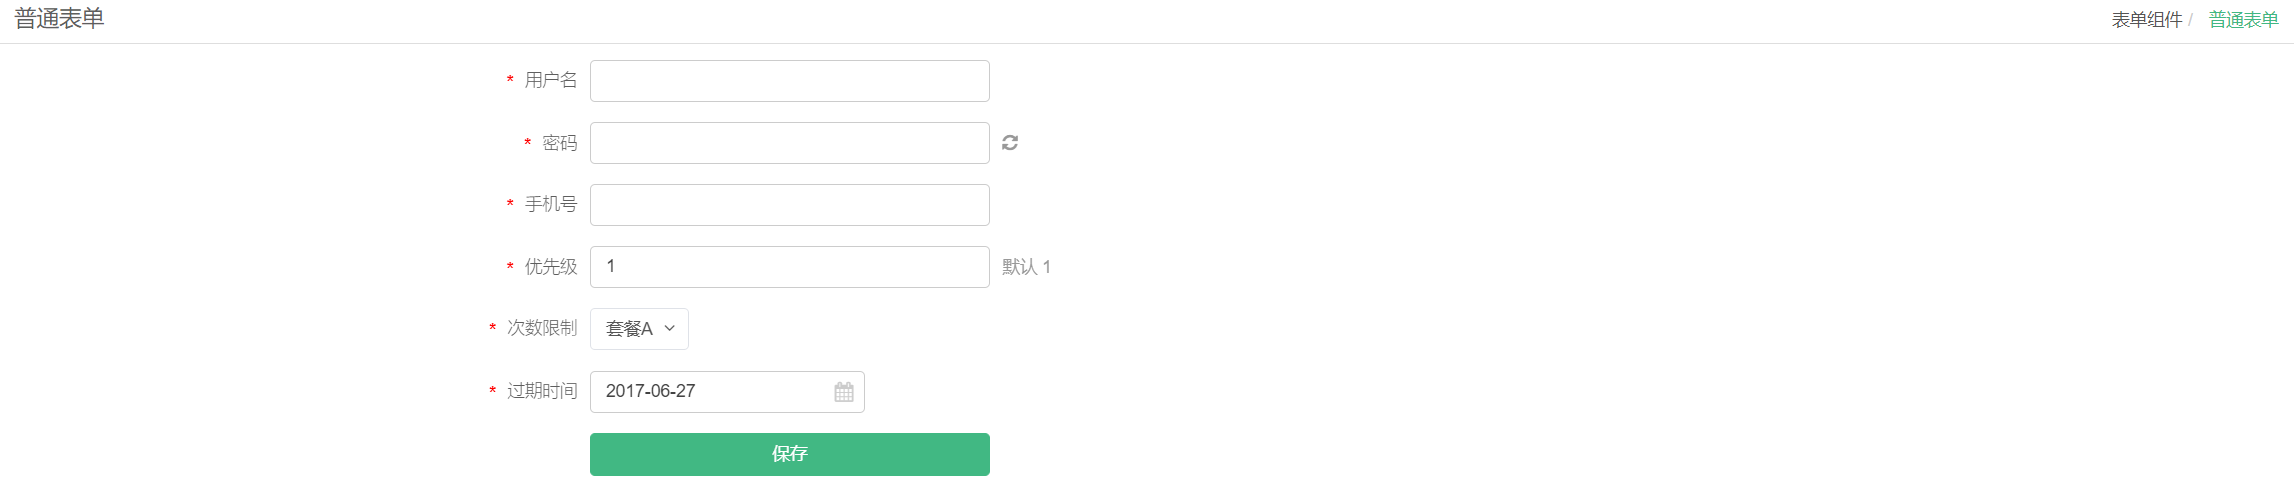 普通表单
表单组件 / 普通表单
* 用户名
* 密码
* 手机号
* 优先级 1 默认 1
* 次数限制 套餐A
* 过期时间 2017-06-27
保存